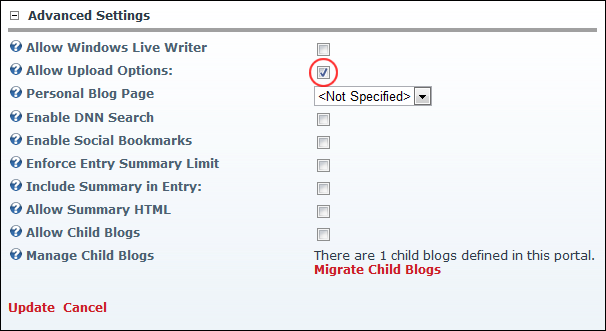 Advanced Settings
Allow Windows Live Writer
Allow Upload Options:
Personal Blog Page <Not Specified>
Enable DNN Search
Enable Social Bookmarks
Enforce Entry Summary Limit
Include Summary in Entry:
Allow Summary HTML
Allow Child Blogs
Manage Child Blogs There are 1 child blogs defined in this portal.
Migrate Child Blogs
Update Cancel